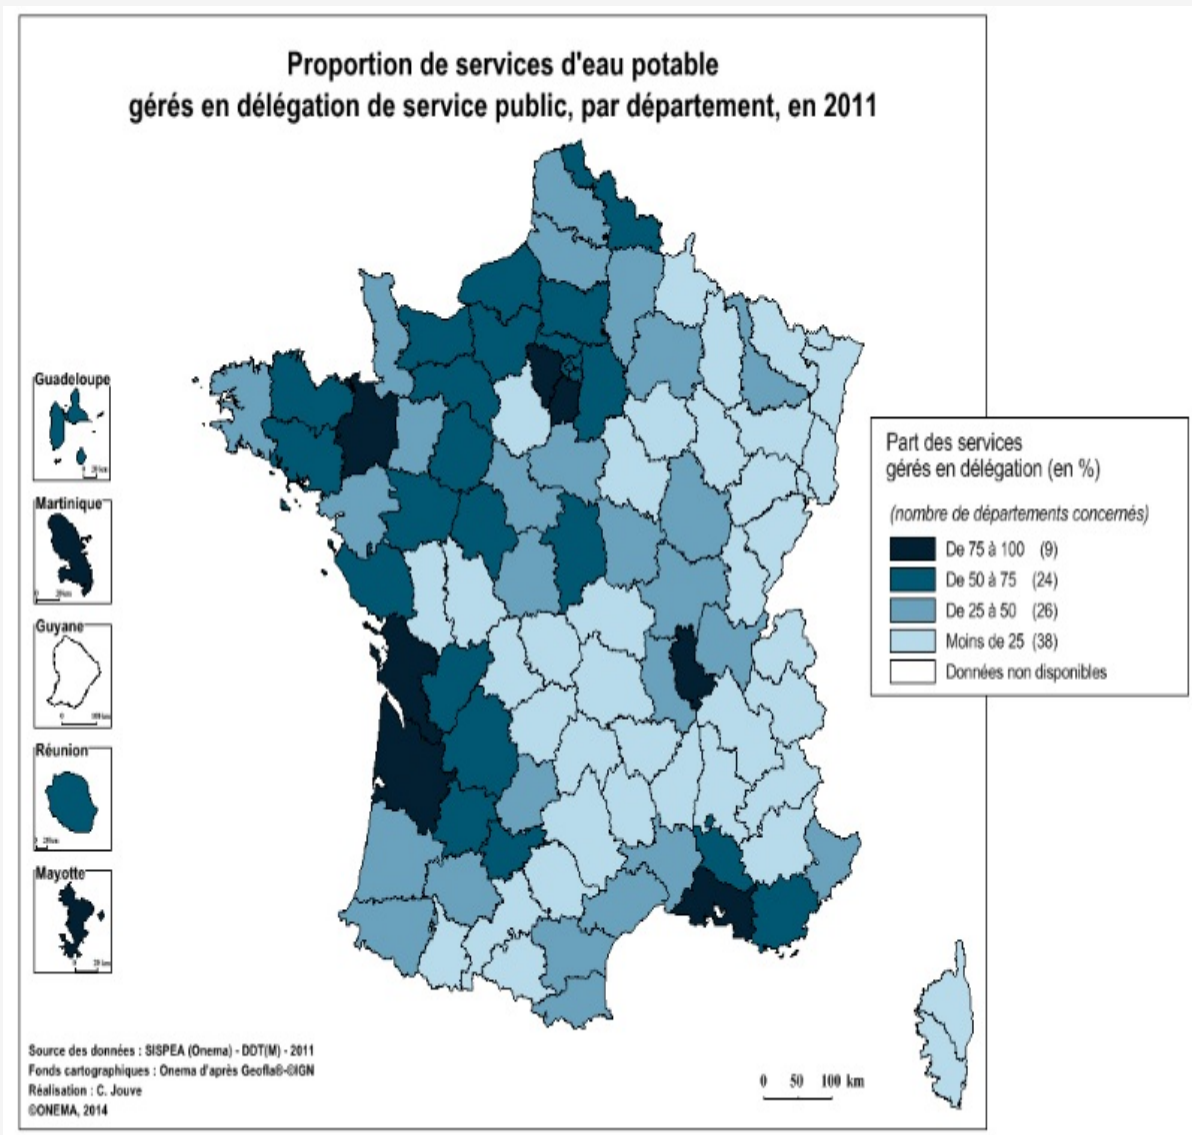 Proportion de services d'eau potable
gérés en délégation de service public, par département, en 2011
Guadeloupe
Martinique
Guyane
Réunion
Mayotte
Part des services
gérés en délégation (en %)
(nombre de départements concernés)
De 75 à 100 (9)
De 50 à 75 (24)
De 25 à 50 (26)
Moins de 25 (38)
Données non disponibles
Source des données : SISPEA (Onema) - DDT(M) - 2011
Fonds cartographiques : Onema d'après Geofla®-©IGN
Réalisation : C. Jouve
©ONEMA, 2014
0 50 100 km